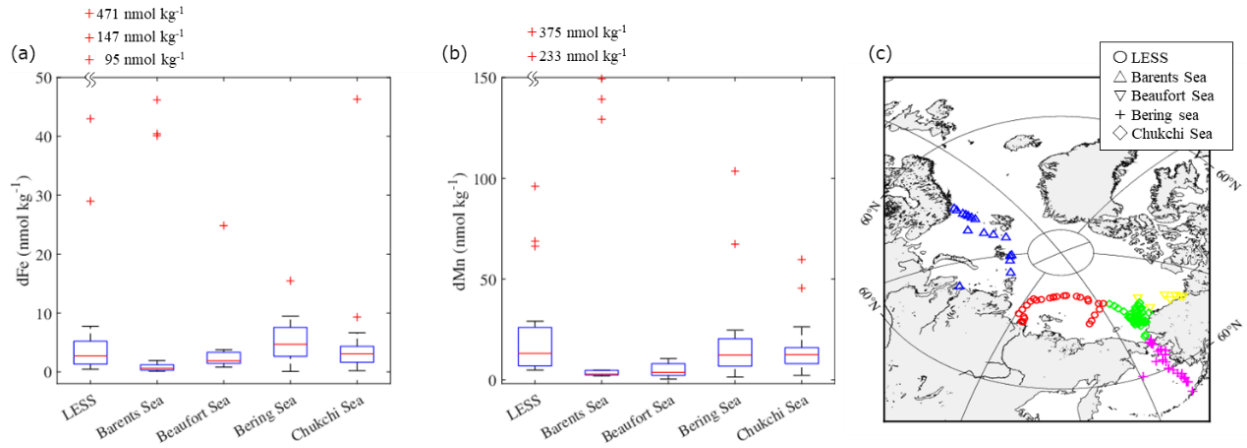 471 nmol kg⁻¹
147 nmol kg⁻¹
95 nmol kg⁻¹
(a)
50
40
30
20
10
0
dFe (nmol kg⁻¹)
LESS
Barents Sea
Beaufort Sea
Bering Sea
Chukchi Sea
375 nmol kg⁻¹
233 nmol kg⁻¹
(b)
150
100
50
0
dMn (nmol kg⁻¹)
LESS
Barents Sea
Beaufort Sea
Bering Sea
Chukchi Sea
(c)
LESS
Barents Sea
Beaufort Sea
Bering sea
Chukchi Sea
60°N
60°N
60°N
60°N